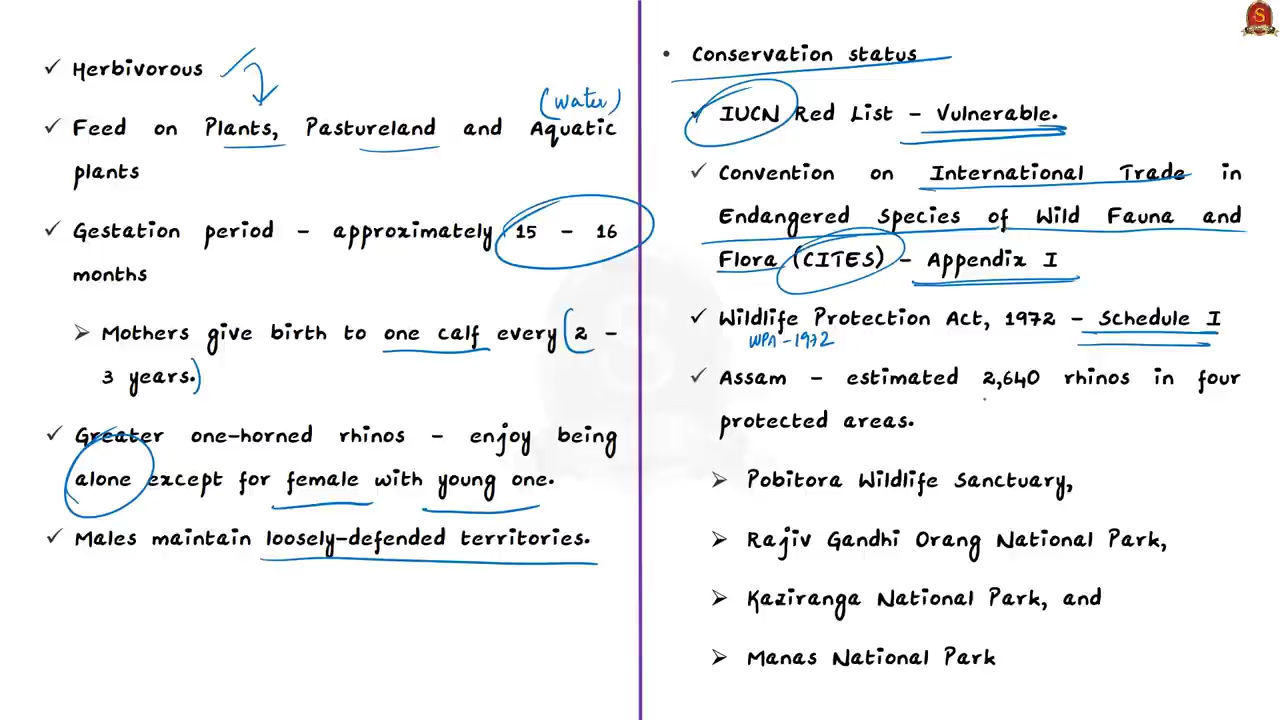 ✓ Herbivorous
(water)
✓ Feed on Plants, Pastureland and Aquatic
plants
✓ Gestation period – approximately 15 – 16
months
➢ Mothers give birth to one calf every (2 –
3 years.)
✓ Greater one-horned rhinos – enjoy being
alone except for female with young one.
✓ Males maintain loosely-defended territories.
• Conservation status
✓ IUCN Red List – Vulnerable.
✓ Convention on International Trade in
Endangered Species of Wild Fauna and
Flora (CITES) – Appendix I
✓ Wildlife Protection Act, 1972 – Schedule I
WPA-1972
✓ Assam – estimated 2,640 rhinos in four
protected areas.
➢ Pobitora Wildlife Sanctuary,
➢ Rajiv Gandhi Orang National Park,
➢ Kaziranga National Park, and
➢ Manas National Park
S